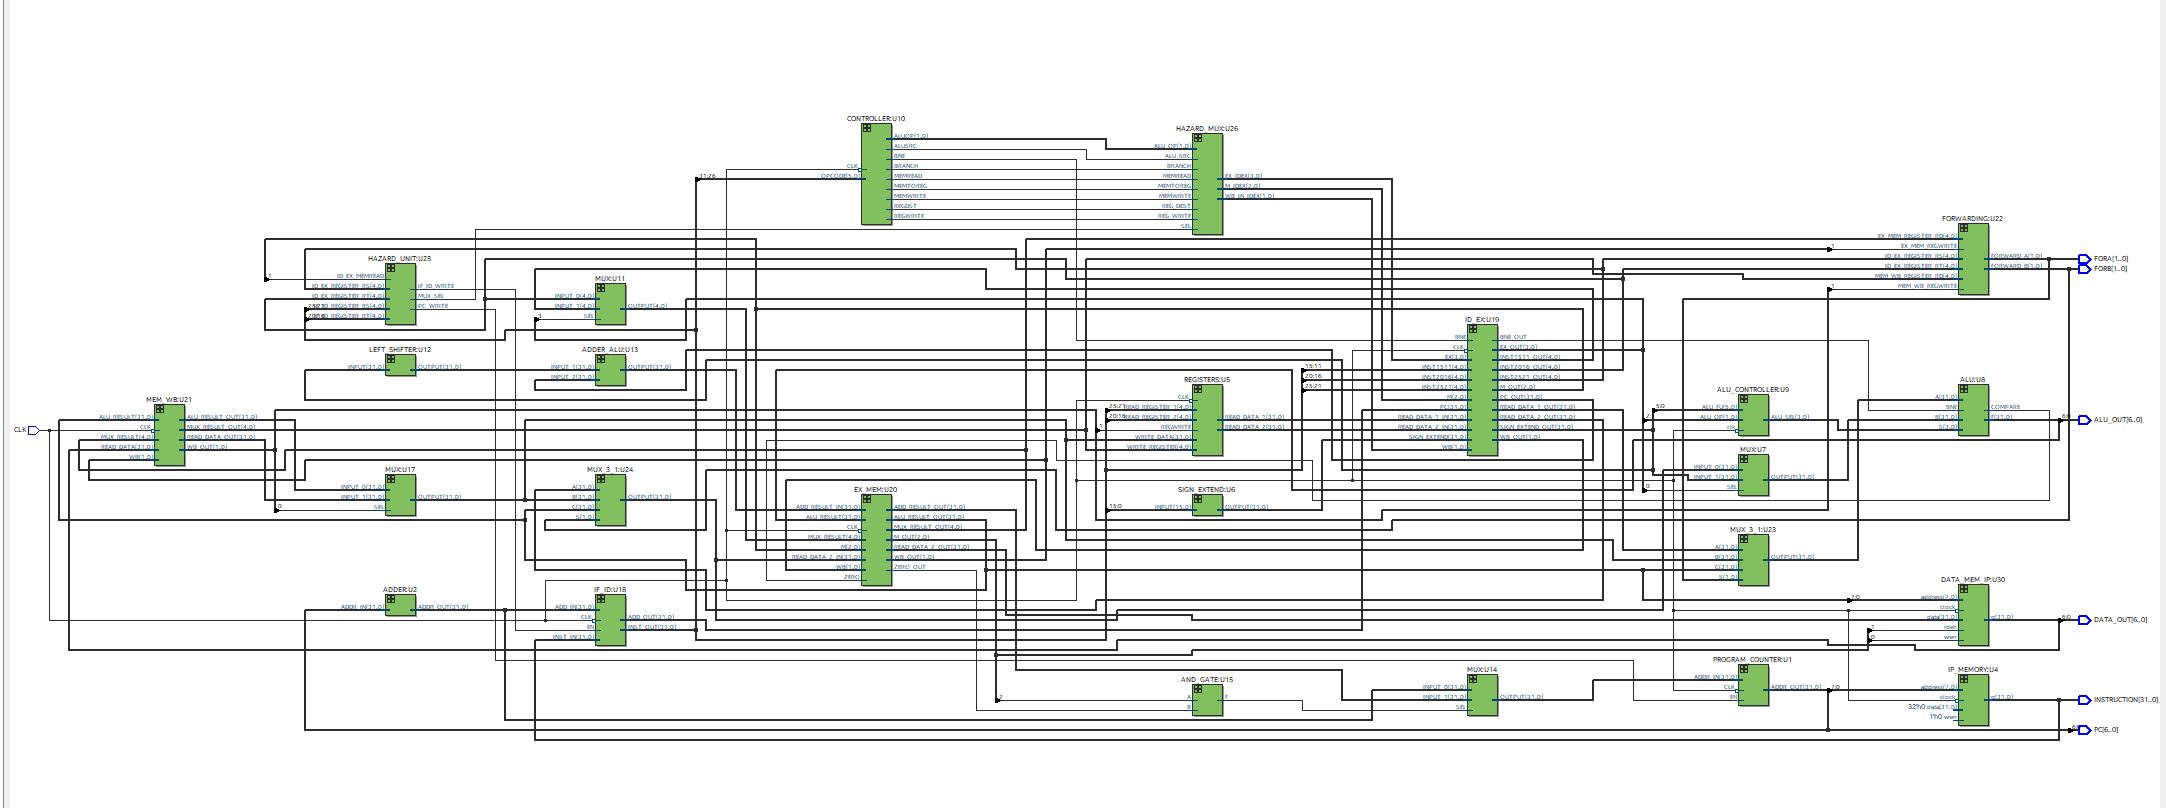 CONTROLLER:U10
ALUOP(1,0)
ALUSRC
BNE
BRANCH
MEMREAD
MEMTOREG
MEMWRITE
REGDST
REGWRITE
CLK
OPCODE(5,0)
31:26
HAZARD_MUX:U26
ALU_OP(1,0)
ALU_SRC
BRANCH
MEMREAD
MEMTOREG
MEMWRITE
REG_DEST
REG_WRITE
SEL
EX_IDEX(3,0)
M_IDEX(2,0)
WB_IN_IDEX(1,0)
FORWARDING:U22
EX_MEM_REGISTER_RD(4,0)
EX_MEM_REGWRITE
ID_EX_REGISTER_RS(4,0)
ID_EX_REGISTER_RT(4,0)
MEM_WB_REGISTER_RD(4,0)
MEM_WB_REGWRITE
FORWARD_A(1,0)
FORWARD_B(1,0)
FORA[1..0]
FORB[1..0]
HAZARD_UNIT:U25
ID_EX_MEMREAD
ID_EX_REGISTER_RT(4,0)
IF_ID_WRITE
MUX_SEL
PC_WRITE
MUX:U11
INPUT_0(4,0)
INPUT_1(4,0)
SEL
OUTPUT(4,0)
LEFT_SHIFTER:U12
INPUT(31,0)
OUTPUT(31,0)
ADDER_ALU:U13
INPUT_1(31,0)
INPUT_2(31,0)
OUTPUT(31,0)
ID_EX:U19
BNE
CLK
EX(3,0)
INST1511(4,0)
INST2016(4,0)
INST2521(4,0)
M(2,0)
PC(31,0)
READ_DATA_1_IN(31,0)
READ_DATA_2_IN(31,0)
SIGN_EXTEND(31,0)
WB(1,0)
BNE_OUT
EX_OUT(3,0)
INST1511_OUT(4,0)
INST2016_OUT(4,0)
INST2521_OUT(4,0)
M_OUT(2,0)
PC_OUT(31,0)
READ_DATA_1_OUT(31,0)
READ_DATA_2_OUT(31,0)
SIGN_EXTEND_OUT(31,0)
WB_OUT(1,0)
15:11
20:16
25:21
REGISTERS:U5
CLK
READ_REGISTER_1(4,0)
READ_REGISTER_2(4,0)
REGWRITE
WRITE_DATA(31,0)
WRITE_REGISTER(4,0)
READ_DATA_1(31,0)
READ_DATA_2(31,0)
ALU_CONTROLLER:U9
ALU_FU(5,0)
ALU_OP(1,0)
clk
ALU_SEL(3,0)
5:0
ALU:U8
A(31,0)
BNE
B(31,0)
S(3,0)
COMPARE
F(31,0)
6:0
ALU_OUT[6..0]
MEM_WB:U21
ALU_RESULT(31,0)
CLK
MUX_RESULT(4,0)
READ_DATA(31,0)
WB(1,0)
ALU_RESULT_OUT(31,0)
MUX_RESULT_OUT(4,0)
READ_DATA_OUT(31,0)
WB_OUT(1,0)
CLK
MUX:U17
INPUT_0(31,0)
INPUT_1(31,0)
SEL
OUTPUT(31,0)
0
MUX_3_1:U24
A(31,0)
B(31,0)
C(31,0)
S(1,0)
OUTPUT(31,0)
MUX:U7
INPUT_0(31,0)
INPUT_1(31,0)
SEL
OUTPUT(31,0)
0
EX_MEM:U20
ADD_RESULT_IN(31,0)
ALU_RESULT(31,0)
CLK
MUX_RESULT(4,0)
M(2,0)
READ_DATA_2_IN(31,0)
WB(1,0)
ZERO
ADD_RESULT_OUT(31,0)
ALU_RESULT_OUT(31,0)
MUX_RESULT_OUT(4,0)
M_OUT(2,0)
READ_DATA_2_OUT(31,0)
WB_OUT(1,0)
ZERO_OUT
SIGN_EXTEND:U6
15:0
INPUT(15,0)
OUTPUT(31,0)
MUX_3_1:U23
A(31,0)
B(31,0)
C(31,0)
S(1,0)
OUTPUT(31,0)
DATA_MEM_IP:U30
7:0
address(7,0)
clock
data(31,0)
rden
wren
q(31,0)
6:0
DATA_OUT[6..0]
ADDER:U2
ADDR_IN(31,0)
ADDR_OUT(31,0)
IF_ID:U18
ADD_IN(31,0)
CLK
EN
INST_IN(31,0)
ADD_OUT(31,0)
INST_OUT(31,0)
AND_GATE:U15
A
B
F
MUX:U14
INPUT_0(31,0)
INPUT_1(31,0)
SEL
OUTPUT(31,0)
PROGRAM_COUNTER:U1
ADDR_IN(31,0)
CLK
EN
ADDR_OUT(31,0)
7:0
IP_MEMORY:U4
address(7,0)
clock
32'h0 data(31,0)
1'h0 wren
q(31,0)
INSTRUCTION[31..0]
PC[6..0]